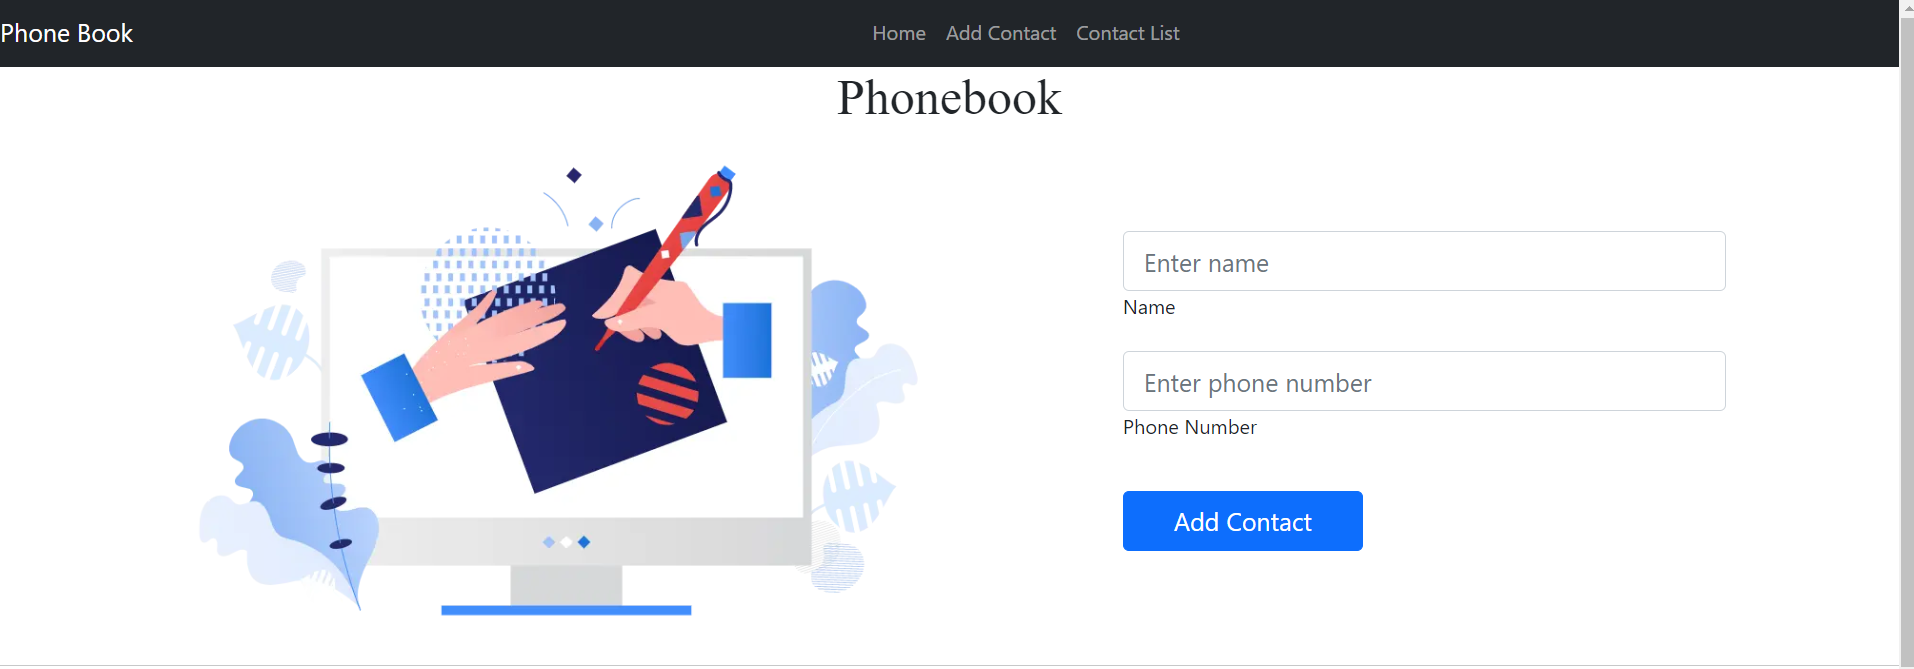 Phone Book
Home Add Contact Contact List
Phonebook
Enter name
Name
Enter phone number
Phone Number
Add Contact